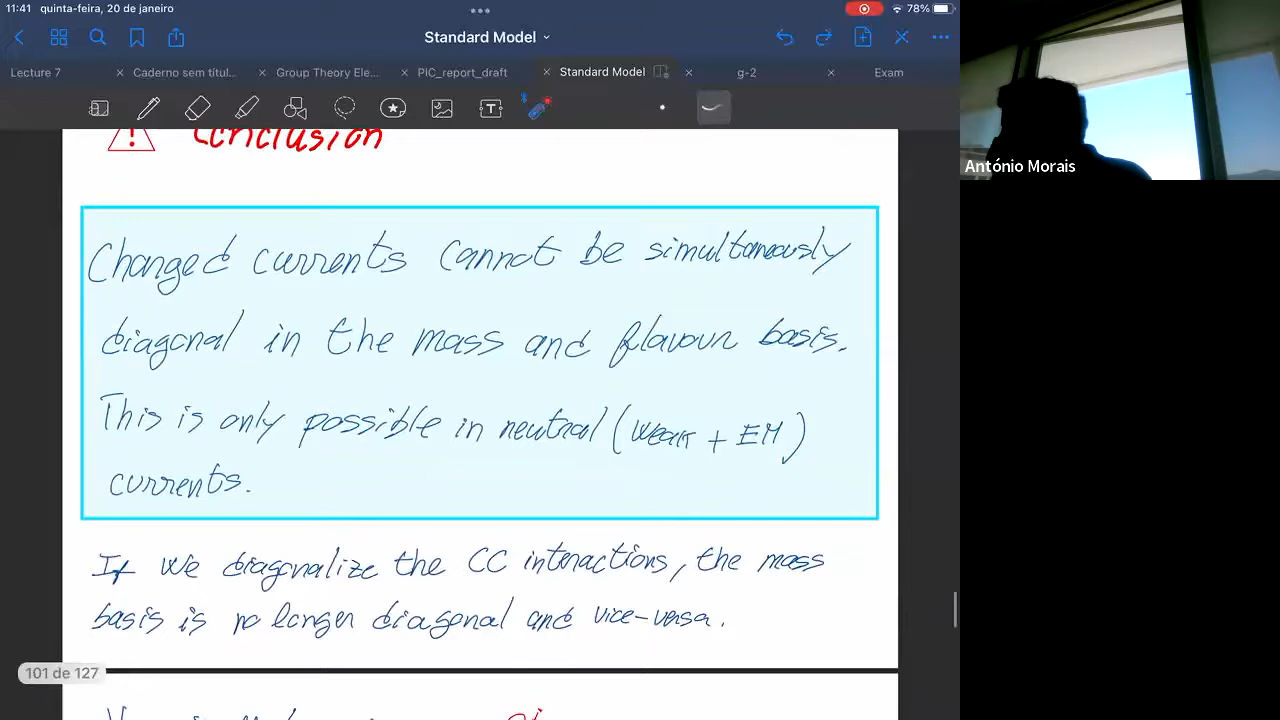 11:41 quinta-feira, 20 de janeiro
78%
Standard Model
Lecture 7
Caderno sem títul...
Group Theory Ele...
PIC_report_draft
Standard Model
g-2
Exam
Conclusion
Changed currents cannot be simultaneously
diagonal in the mass and flavour basis.
This is only possible in neutral (weak + EM)
currents.
If we diagonalize the CC interactions, the mass
basis is no longer diagonal and vice-versa.
101 de 127
António Morais